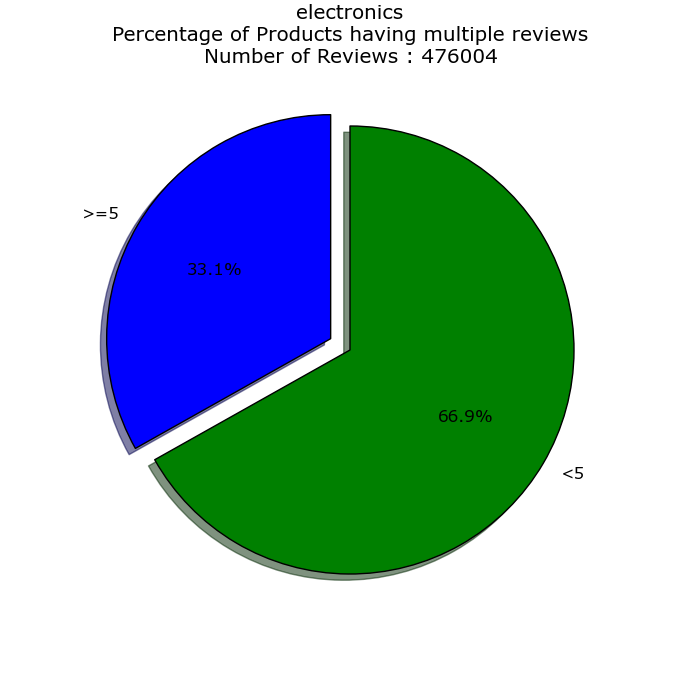 electronics
Percentage of Products having multiple reviews
Number of Reviews : 476004
>=5
33.1%
66.9%
<5